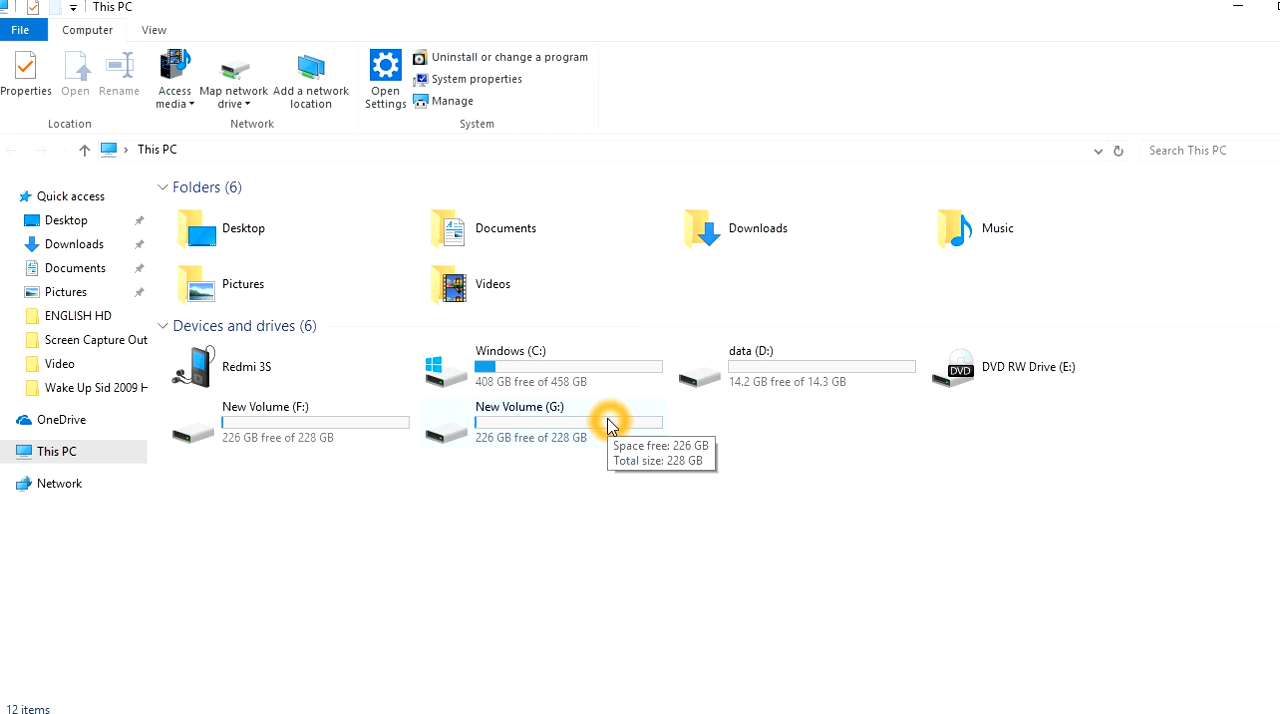 This PC
File
Computer
View
Properties
Open
Rename
Access media
Map network drive
Add a network location
Open Settings
Uninstall or change a program
System properties
Manage
Location
Network
System
This PC
Search This PC
Quick access
Desktop
Downloads
Documents
Pictures
ENGLISH HD
Screen Capture Out
Video
Wake Up Sid 2009 H
OneDrive
This PC
Network
Folders (6)
Desktop
Documents
Downloads
Music
Pictures
Videos
Devices and drives (6)
Redmi 3S
Windows (C:)
408 GB free of 458 GB
data (D:)
14.2 GB free of 14.3 GB
DVD
DVD RW Drive (E:)
New Volume (F:)
226 GB free of 228 GB
New Volume (G:)
226 GB free of 228 GB
Space free: 226 GB
Total size: 228 GB
12 items